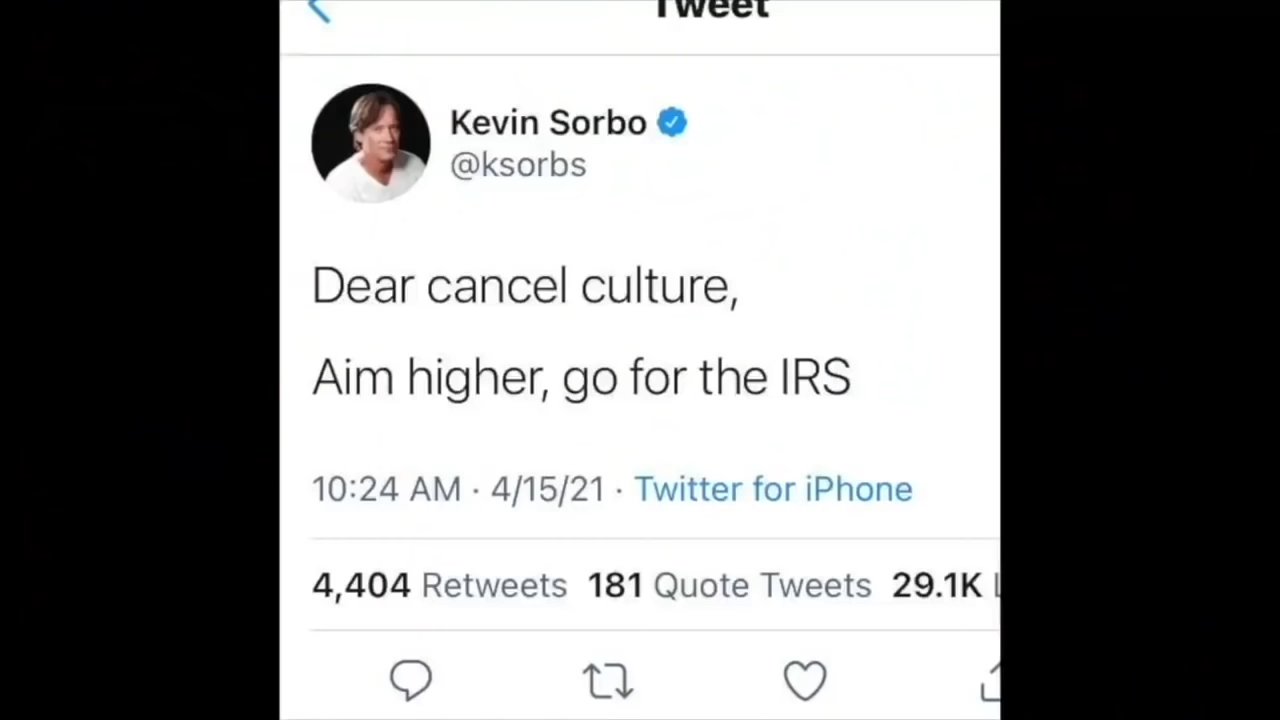 Tweet
Kevin Sorbo
@ksorbs
Dear cancel culture,
Aim higher, go for the IRS
10:24 AM · 4/15/21 · Twitter for iPhone
4,404 Retweets 181 Quote Tweets 29.1K